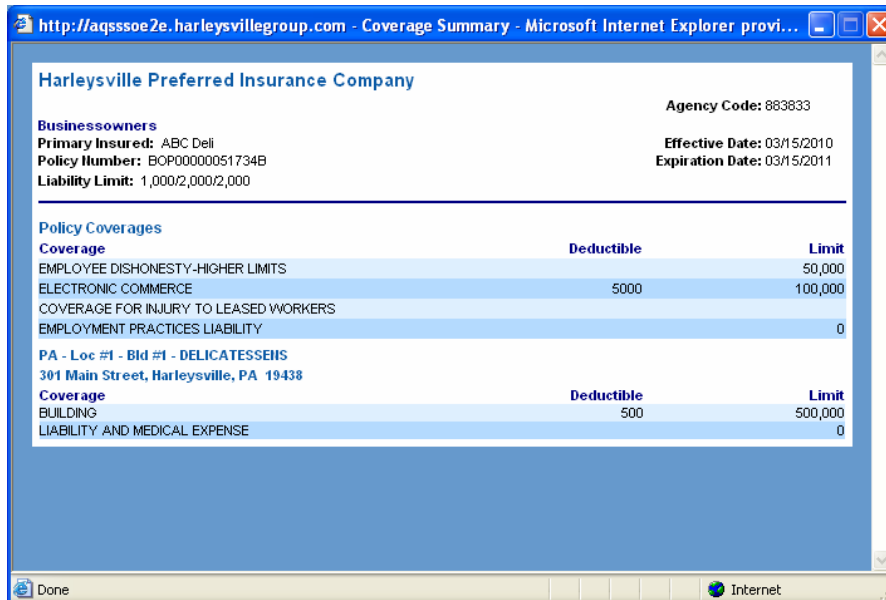 http://aqsssoe2e.harleysvillegroup.com - Coverage Summary - Microsoft Internet Explorer provi...
Harleysville Preferred Insurance Company
Agency Code: 883833
Businessowners
Primary Insured: ABC Deli Effective Date: 03/15/2010
Policy Number: BOP00000051734B Expiration Date: 03/15/2011
Liability Limit: 1,000/2,000/2,000
Policy Coverages
Coverage Deductible Limit
EMPLOYEE DISHONESTY-HIGHER LIMITS 50,000
ELECTRONIC COMMERCE 5000 100,000
COVERAGE FOR INJURY TO LEASED WORKERS
EMPLOYMENT PRACTICES LIABILITY 0
PA - Loc #1 - Bld #1 - DELICATESSENS
301 Main Street, Harleysville, PA 19438
Coverage Deductible Limit
BUILDING 500 500,000
LIABILITY AND MEDICAL EXPENSE 0
Done Internet